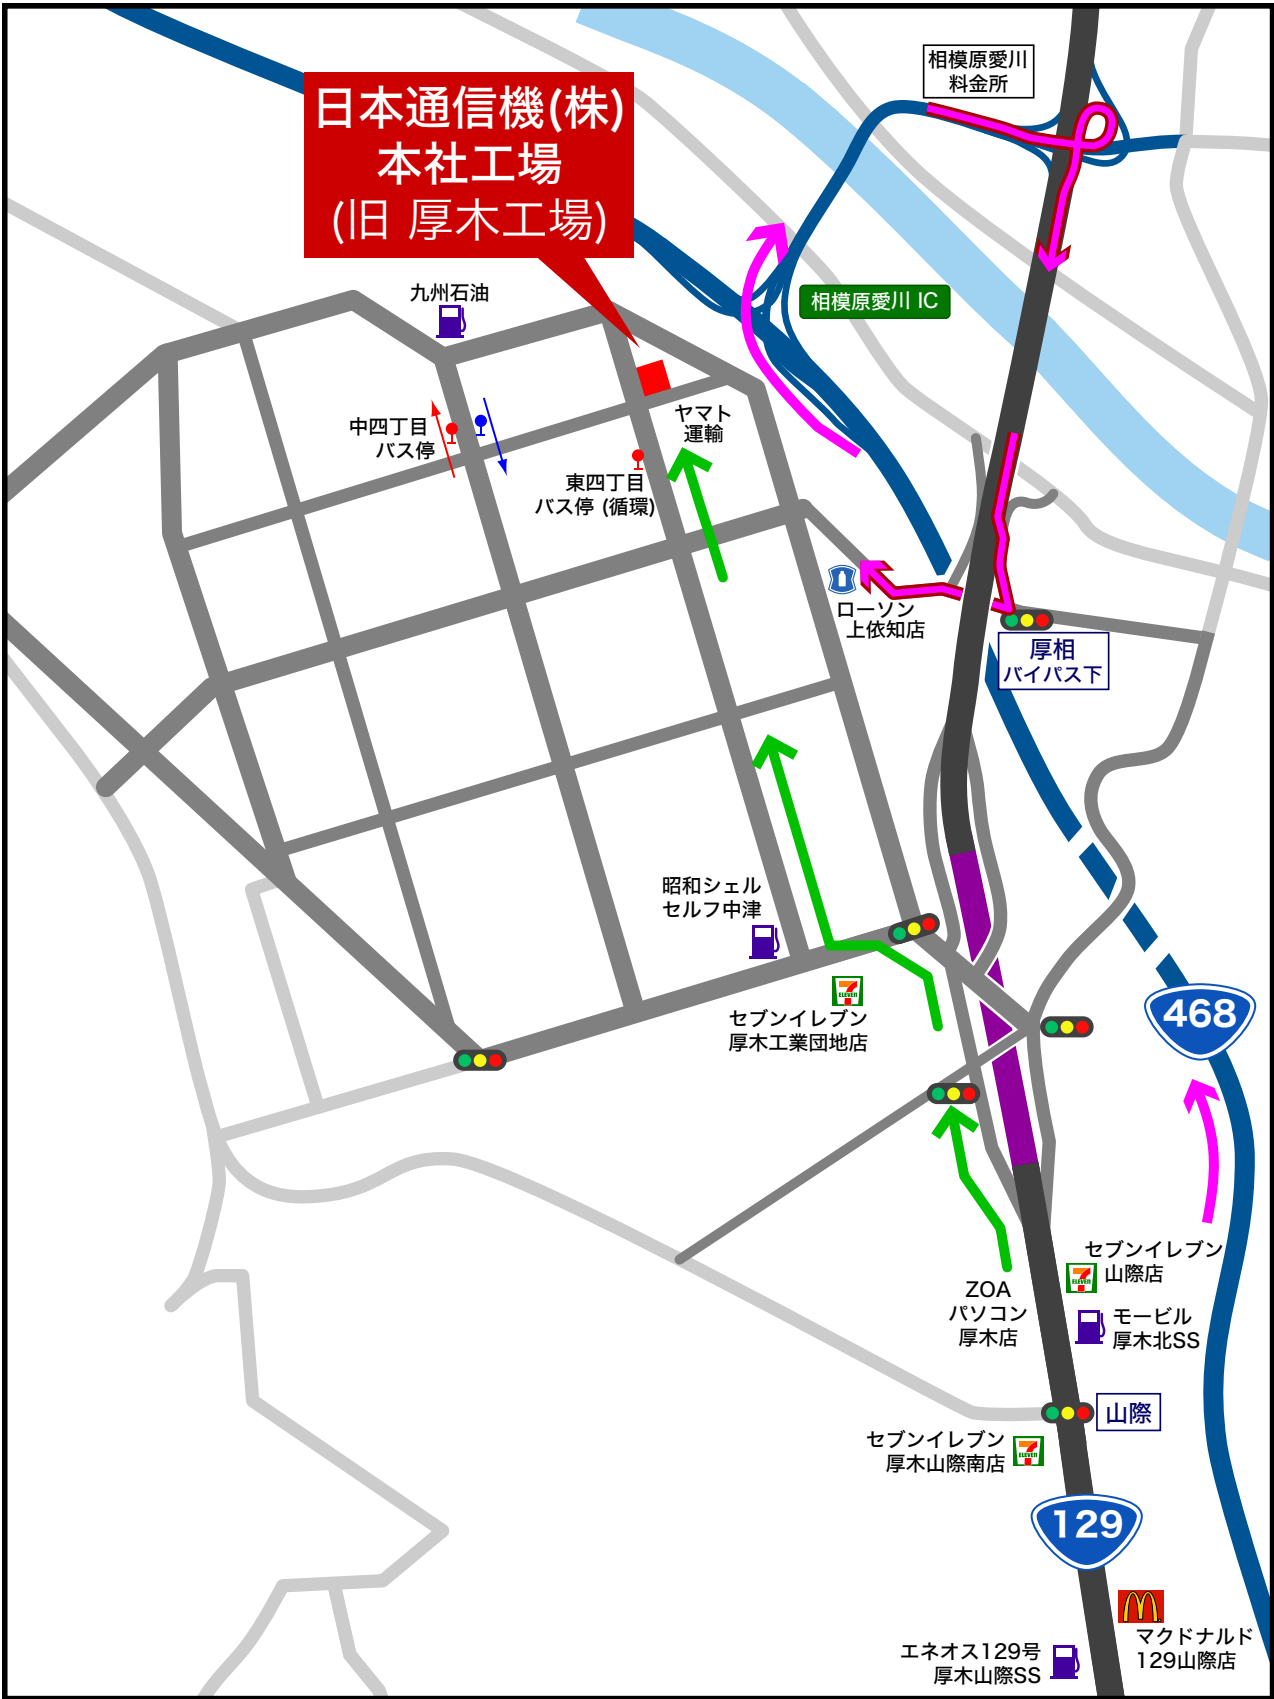 相模原愛川
料金所
日本通信機(株)
本社工場
(旧 厚木工場)
九州石油
相模原愛川 IC
中四丁目
バス停
ヤマト
運輸
東四丁目
バス停 (循環)
ローソン
上依知店
厚相
バイパス下
昭和シェル
セルフ中津
7
ELEVEN
セブンイレブン
厚木工業団地店
468
セブンイレブン
山際店
7
ELEVEN
ZOA
パソコン
厚木店
モービル
厚木北SS
山際
セブンイレブン
厚木山際南店
7
ELEVEN
129
マクドナルド
129山際店
エネオス129号
厚木山際SS